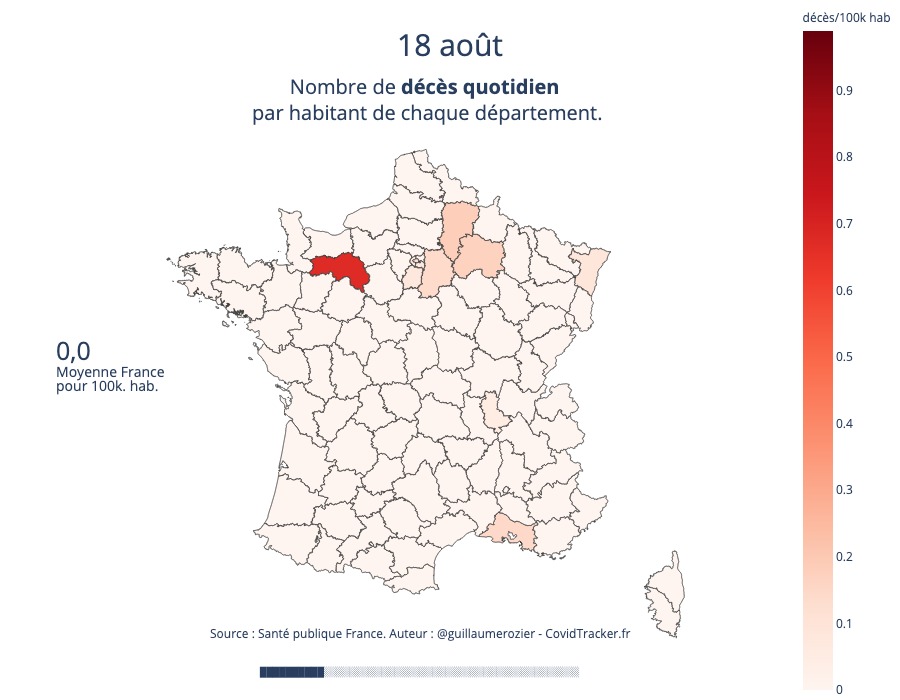 décès/100k hab
18 août
Nombre de décès quotidien
par habitant de chaque département.
0.9
0.8
0.7
0.6
0.5
0.4
0.3
0.2
0.1
0
0,0
Moyenne France
pour 100k. hab.
Source : Santé publique France. Auteur : @guillaumerozier - CovidTracker.fr